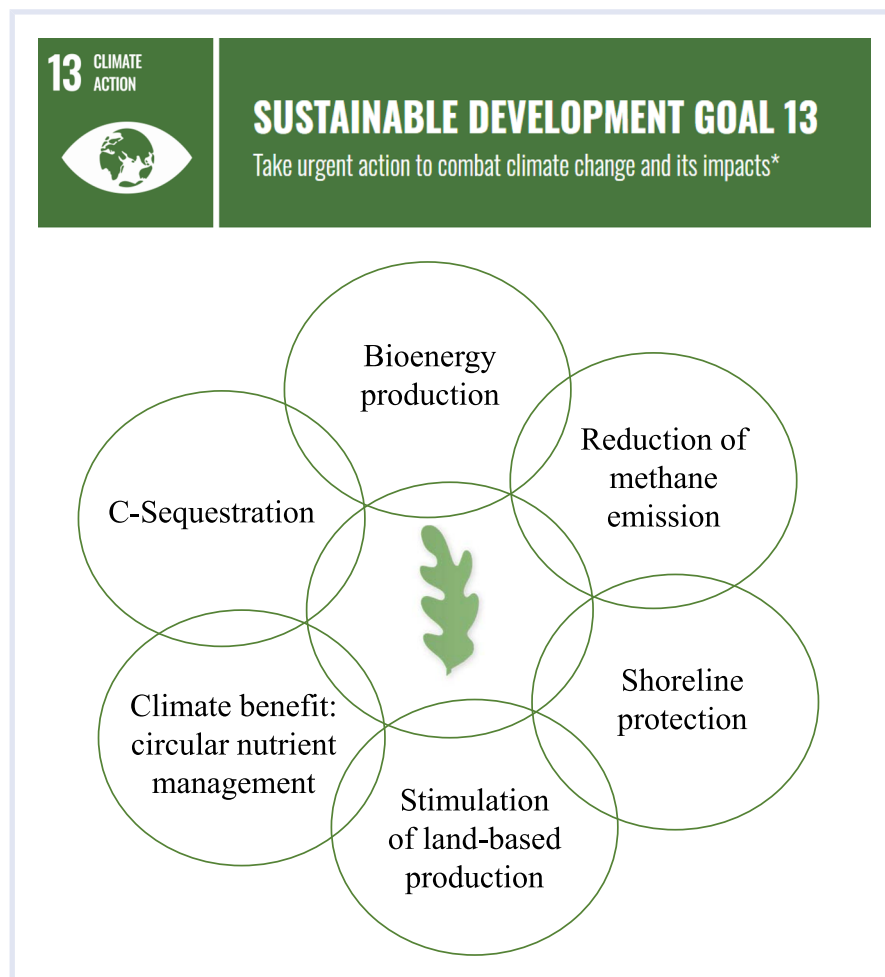 13 CLIMATE
ACTION
SUSTAINABLE DEVELOPMENT GOAL 13
Take urgent action to combat climate change and its impacts*
Bioenergy
production
Reduction of
methane
emission
C-Sequestration
Shoreline
protection
Climate benefit:
circular nutrient
management
Stimulation
of land-based
production